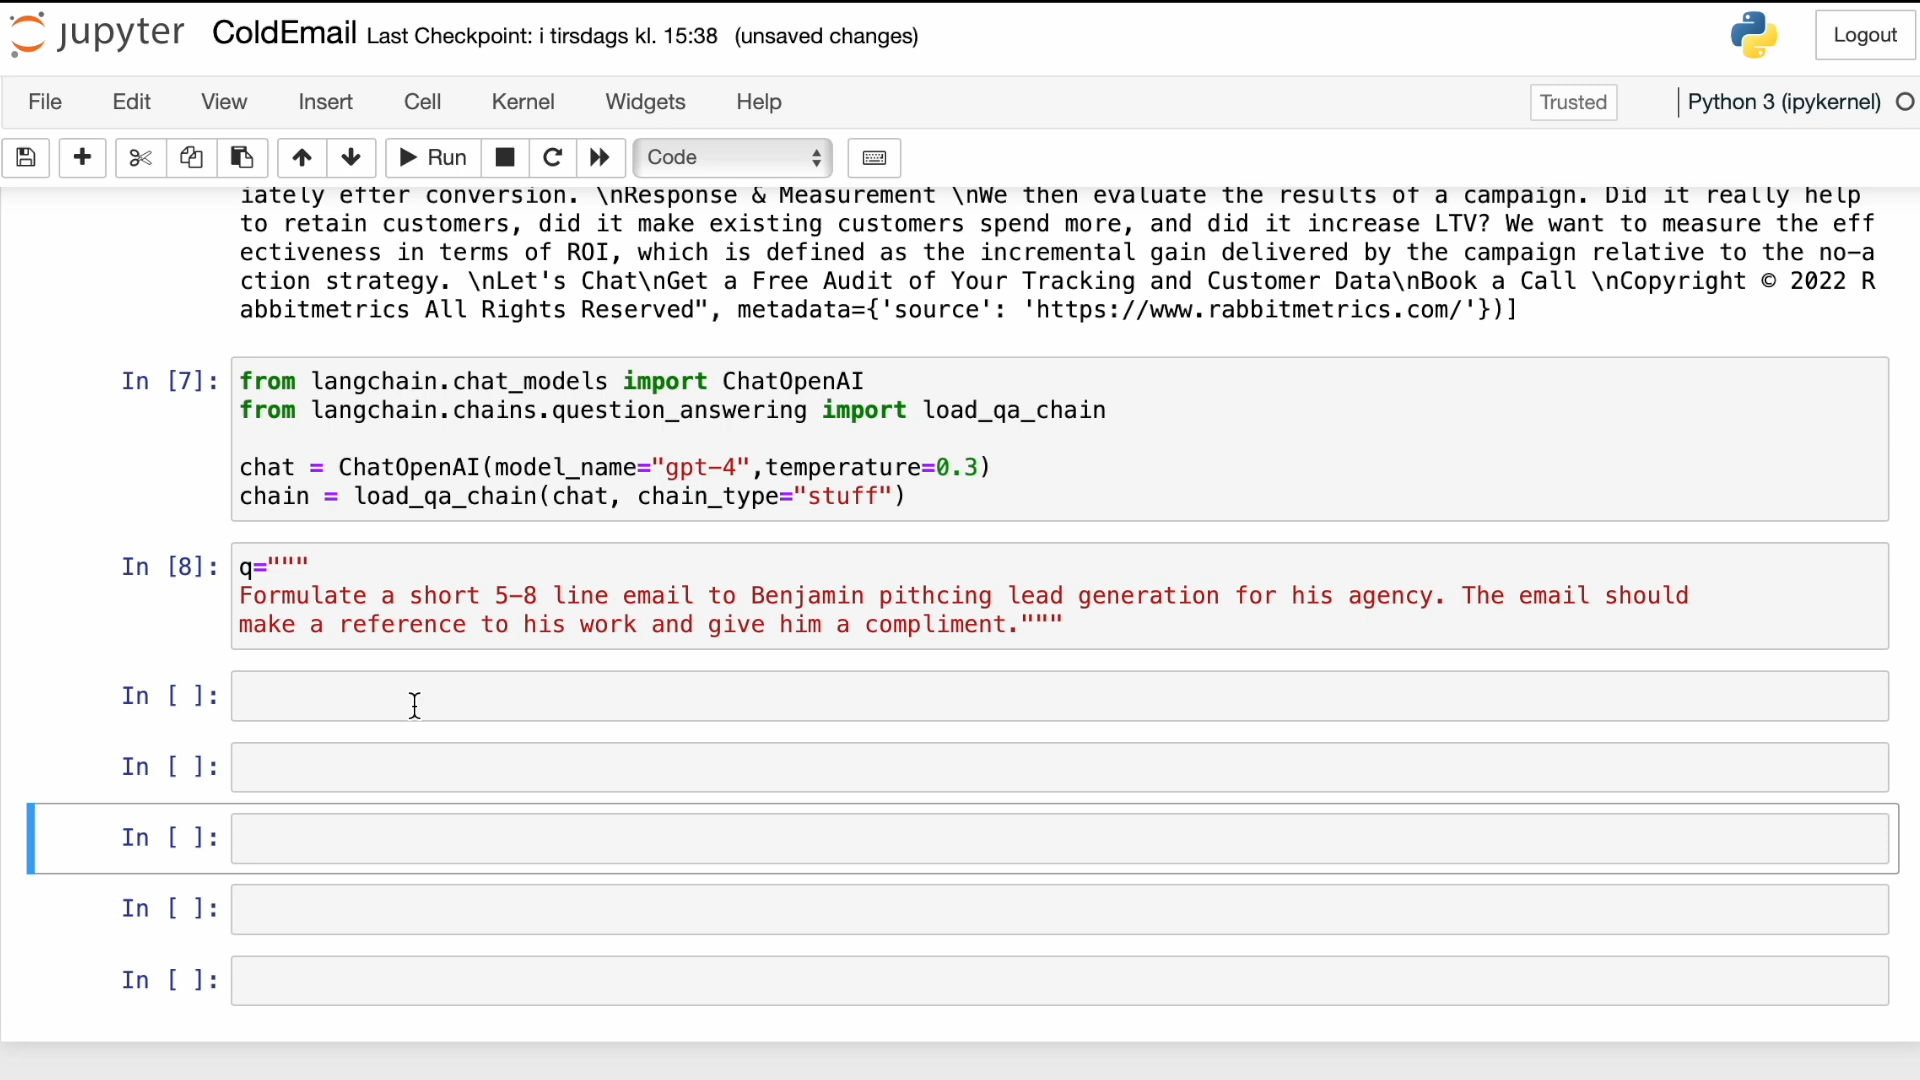 jupyter ColdEmail Last Checkpoint: i tirsdags kl. 15:38 (unsaved changes) Logout
File Edit View Insert Cell Kernel Widgets Help Trusted Python 3 (ipykernel)
Run Code
iately efter conversion. \nResponse & Measurement \nWe then evaluate the results of a campaign. Did it really help
to retain customers, did it make existing customers spend more, and did it increase LTV? We want to measure the eff
ectiveness in terms of ROI, which is defined as the incremental gain delivered by the campaign relative to the no-a
ction strategy. \nLet's Chat\nGet a Free Audit of Your Tracking and Customer Data\nBook a Call \nCopyright © 2022 R
abbitmetrics All Rights Reserved", metadata={'source': 'https://www.rabbitmetrics.com/'})]
In [7]: from langchain.chat_models import ChatOpenAI
from langchain.chains.question_answering import load_qa_chain
chat = ChatOpenAI(model_name="gpt-4",temperature=0.3)
chain = load_qa_chain(chat, chain_type="stuff")
In [8]: q="""
Formulate a short 5-8 line email to Benjamin pithcing lead generation for his agency. The email should
make a reference to his work and give him a compliment."""
In [ ]:
In [ ]:
In [ ]:
In [ ]:
In [ ]: